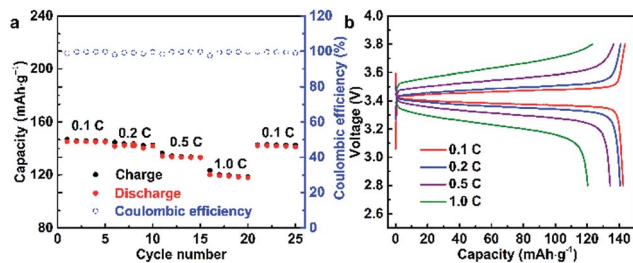 a
240
200
160
120
80
Capacity (mAh·g⁻¹)
0.1 C
0.2 C
0.5 C
1.0 C
0.1 C
Charge
Discharge
Coulombic efficiency
0 5 10 15 20 25
Cycle number
120
100
80
60
40
20
0
Coulombic efficiency (%)
b
4.0
3.8
3.6
3.4
3.2
3.0
2.8
2.6
Voltage (V)
0.1 C
0.2 C
0.5 C
1.0 C
0 20 40 60 80 100 120 140
Capacity (mAh·g⁻¹)